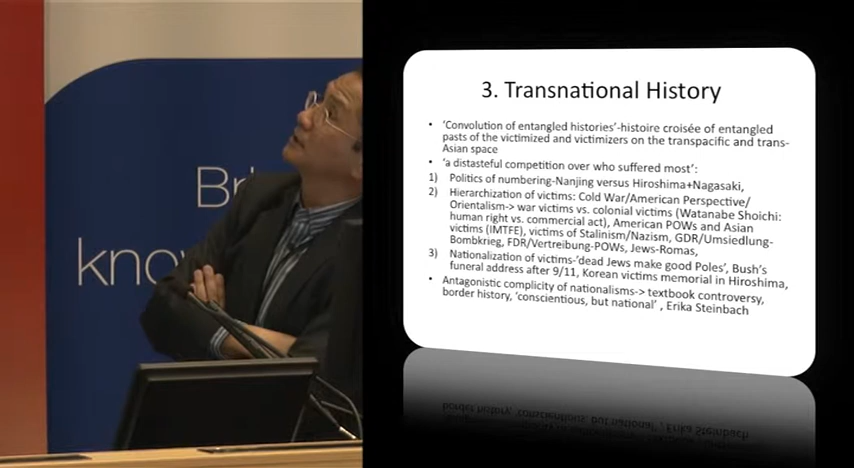 Br
know
3. Transnational History
• 'Convolution of entangled histories'-histoire croisée of entangled
pasts of the victimized and victimizers on the transpacific and trans-
Asian space
• 'a distasteful competition over who suffered most':
1) Politics of numbering-Nanjing versus Hiroshima+Nagasaki,
2) Hierarchization of victims: Cold War/American Perspective/
Orientalism-> war victims vs. colonial victims (Watanabe Shoichi:
human right vs. commercial act), American POWs and Asian
victims (IMTFE), victims of Stalinism/Nazism, GDR/Umsiedlung-
Bombkrieg, FDR/Vertreibung-POWs, Jews-Romas,
3) Nationalization of victims-'dead Jews make good Poles', Bush's
funeral address after 9/11, Korean victims memorial in Hiroshima,
• Antagonistic complicity of nationalisms-> textbook controversy,
border history, 'conscientious, but national' , Erika Steinbach